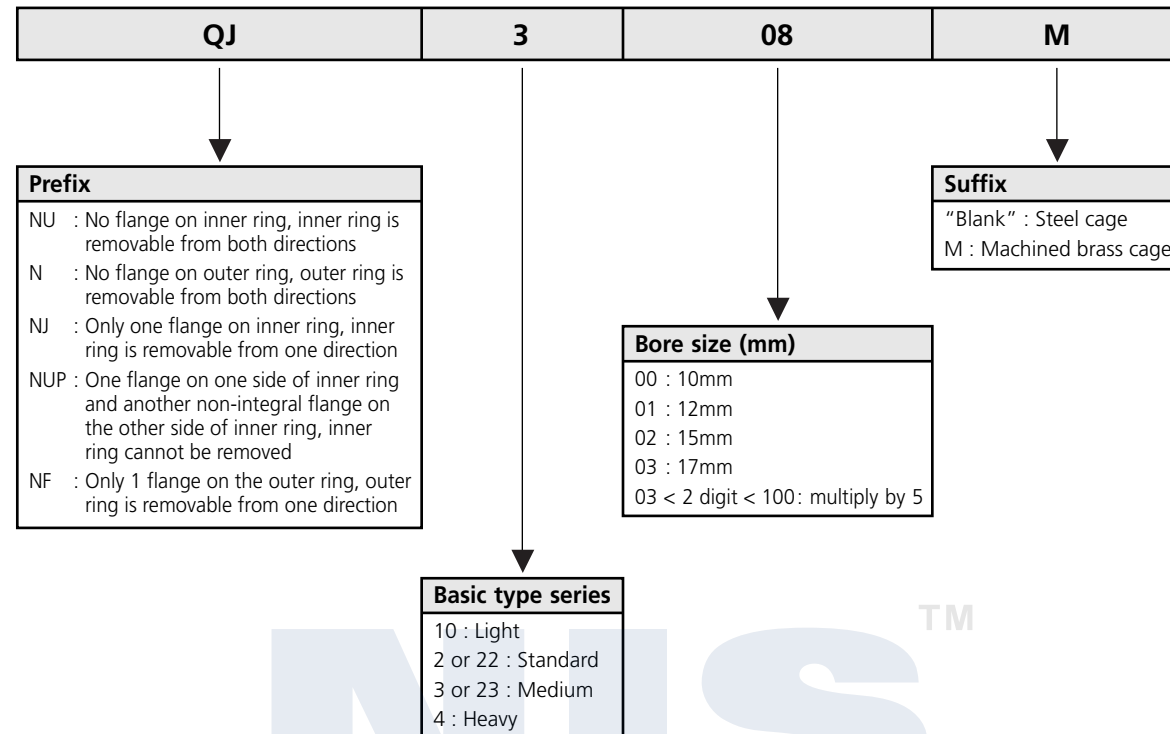 QJ 3 08 M
Prefix
NU : No flange on inner ring, inner ring is
removable from both directions
N : No flange on outer ring, outer ring is
removable from both directions
NJ : Only one flange on inner ring, inner
ring is removable from one direction
NUP : One flange on one side of inner ring
and another non-integral flange on
the other side of inner ring, inner
ring cannot be removed
NF : Only 1 flange on the outer ring, outer
ring is removable from one direction
Suffix
“Blank” : Steel cage
M : Machined brass cage
Bore size (mm)
00 : 10mm
01 : 12mm
02 : 15mm
03 : 17mm
03 < 2 digit < 100: multiply by 5
Basic type series
10 : Light
2 or 22 : Standard
3 or 23 : Medium
4 : Heavy
TM